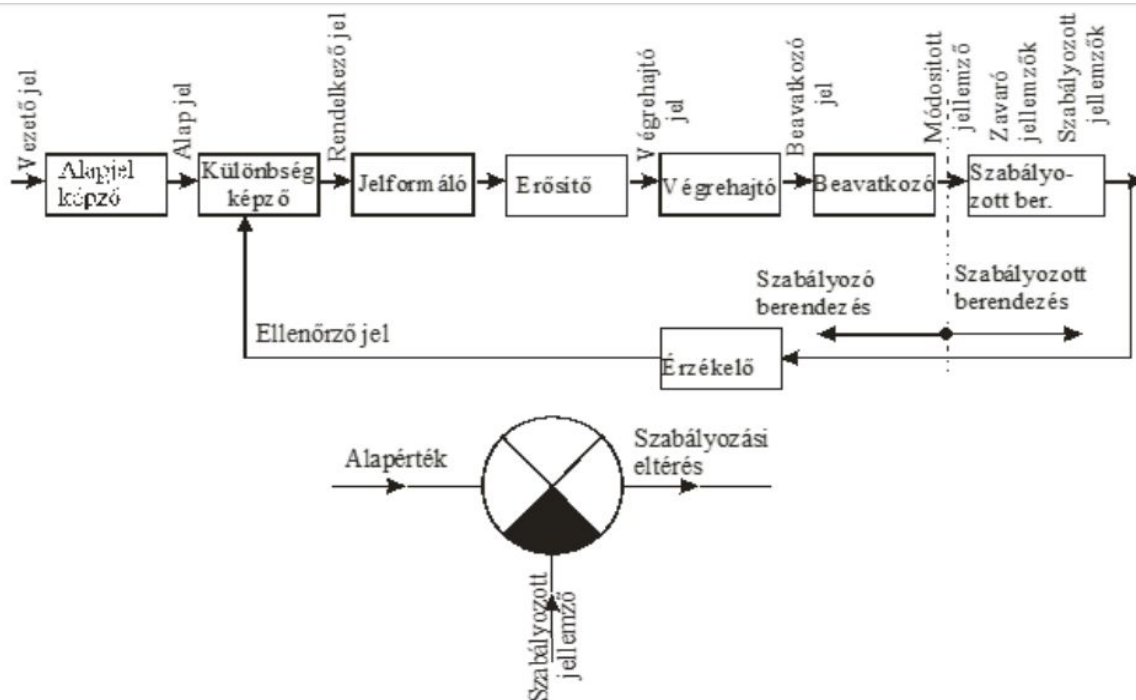 Vezető jel
Alap jel
Rendelkező jel
Végrehajtó
jel
Beavatkozó
jel
Módosított
jellemző
Zavaró
jellemzők
Szabályozott
jellemzők
Alapjel
képző
Különbség
képző
Jelformáló
Erősítő
Végrehajtó
Beavatkozó
Szabályo-
zott ber.
Szabályozó
berendezés
Szabályozott
berendezés
Ellenőrző jel
Érzékelő
Alapérték
Szabályozási
eltérés
Szabályozott
jellemző